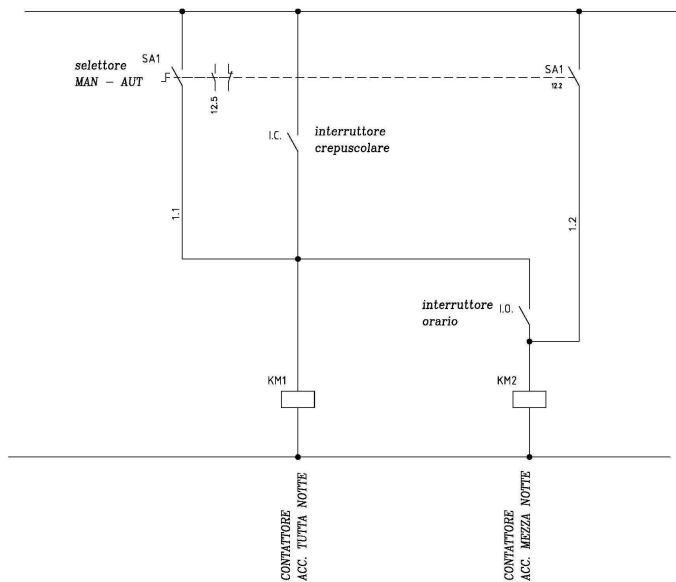 selettore
MAN - AUT
SA1
12.5
SA1
12.2
I.C.
interruttore
crepuscolare
1.1
1.2
interruttore
orario
I.O.
KM1
KM2
CONTATTORE
ACC. TUTTA NOTTE
CONTATTORE
ACC. MEZZA NOTTE